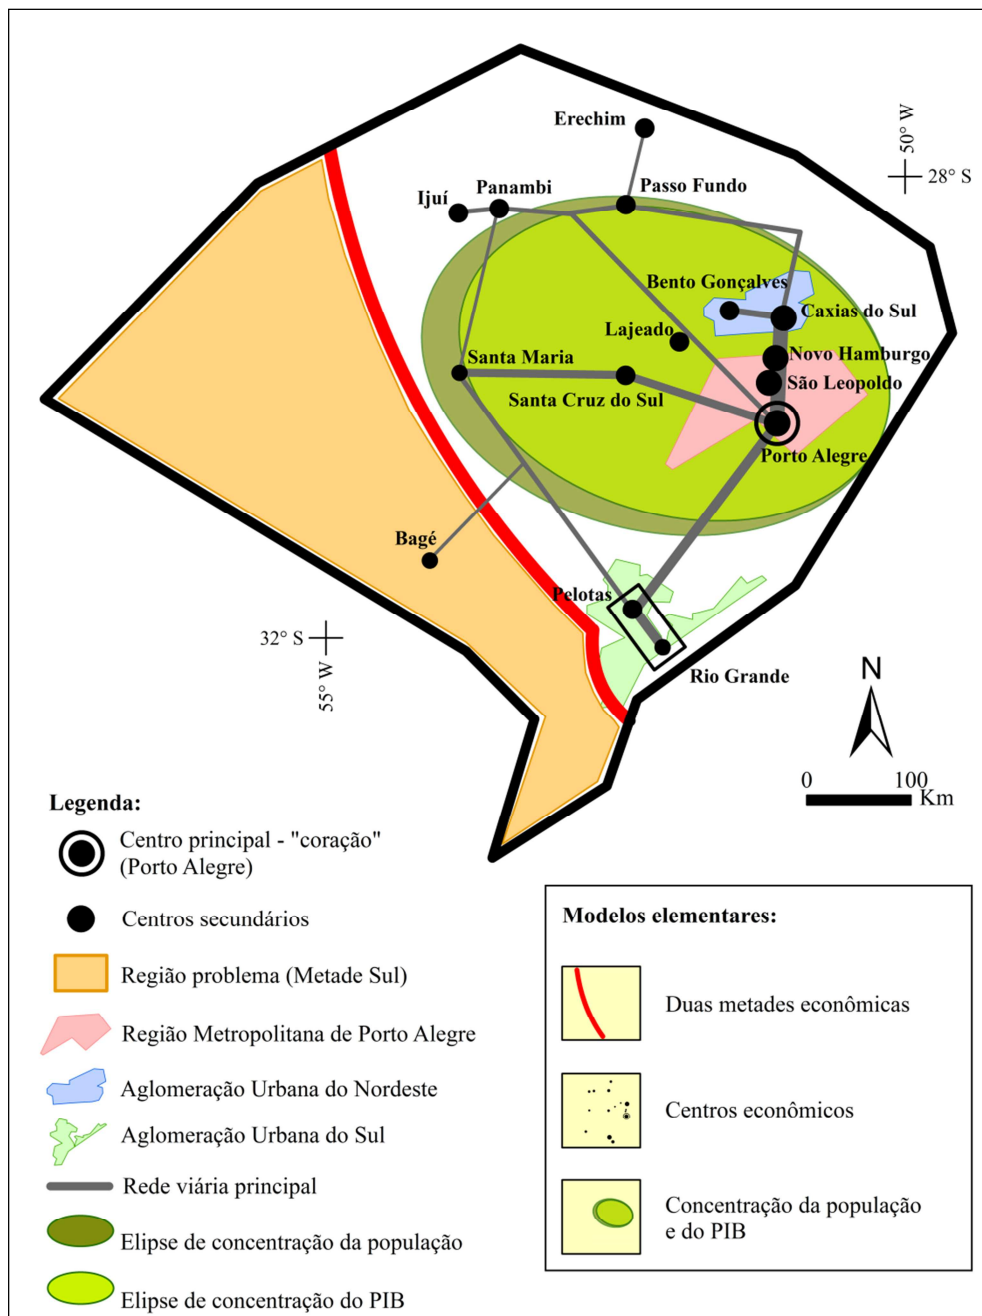 Erechim
50° W
28° S
Ijuí
Panambi
Passo Fundo
Bento Gonçalves
Caxias do Sul
Lajeado
Novo Hamburgo
Santa Maria
São Leopoldo
Santa Cruz do Sul
Porto Alegre
Bagé
Pelotas
32° S
55° W
Rio Grande
N
0 100
Km
Legenda:
Centro principal - "coração"
(Porto Alegre)
Centros secundários
Região problema (Metade Sul)
Região Metropolitana de Porto Alegre
Aglomeração Urbana do Nordeste
Aglomeração Urbana do Sul
Rede viária principal
Elipse de concentração da população
Elipse de concentração do PIB
Modelos elementares:
Duas metades econômicas
Centros econômicos
Concentração da população
e do PIB